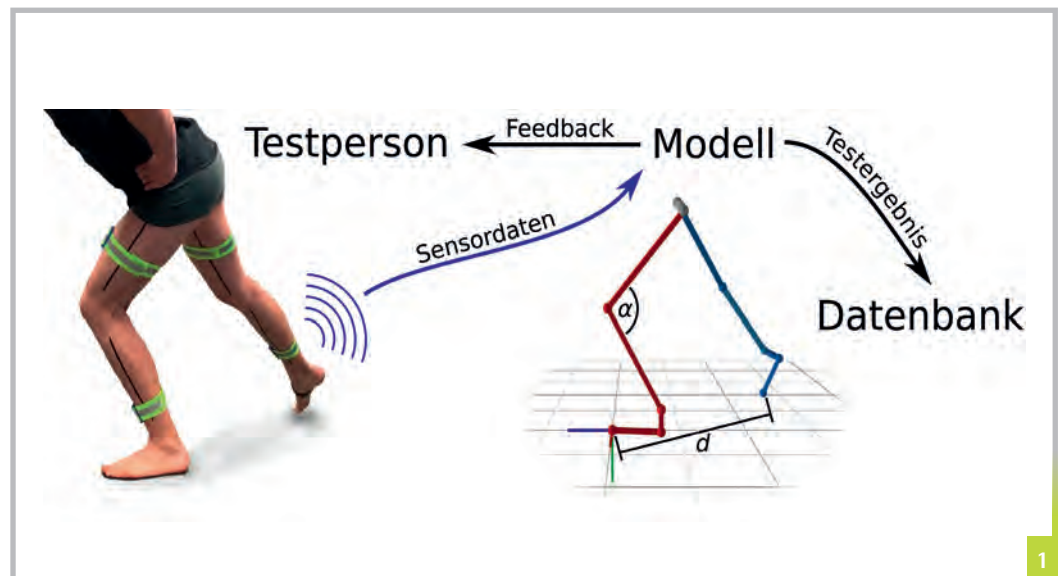 Testperson
Feedback
Modell
Testergebnis
Sensordaten
Datenbank
α
d
1